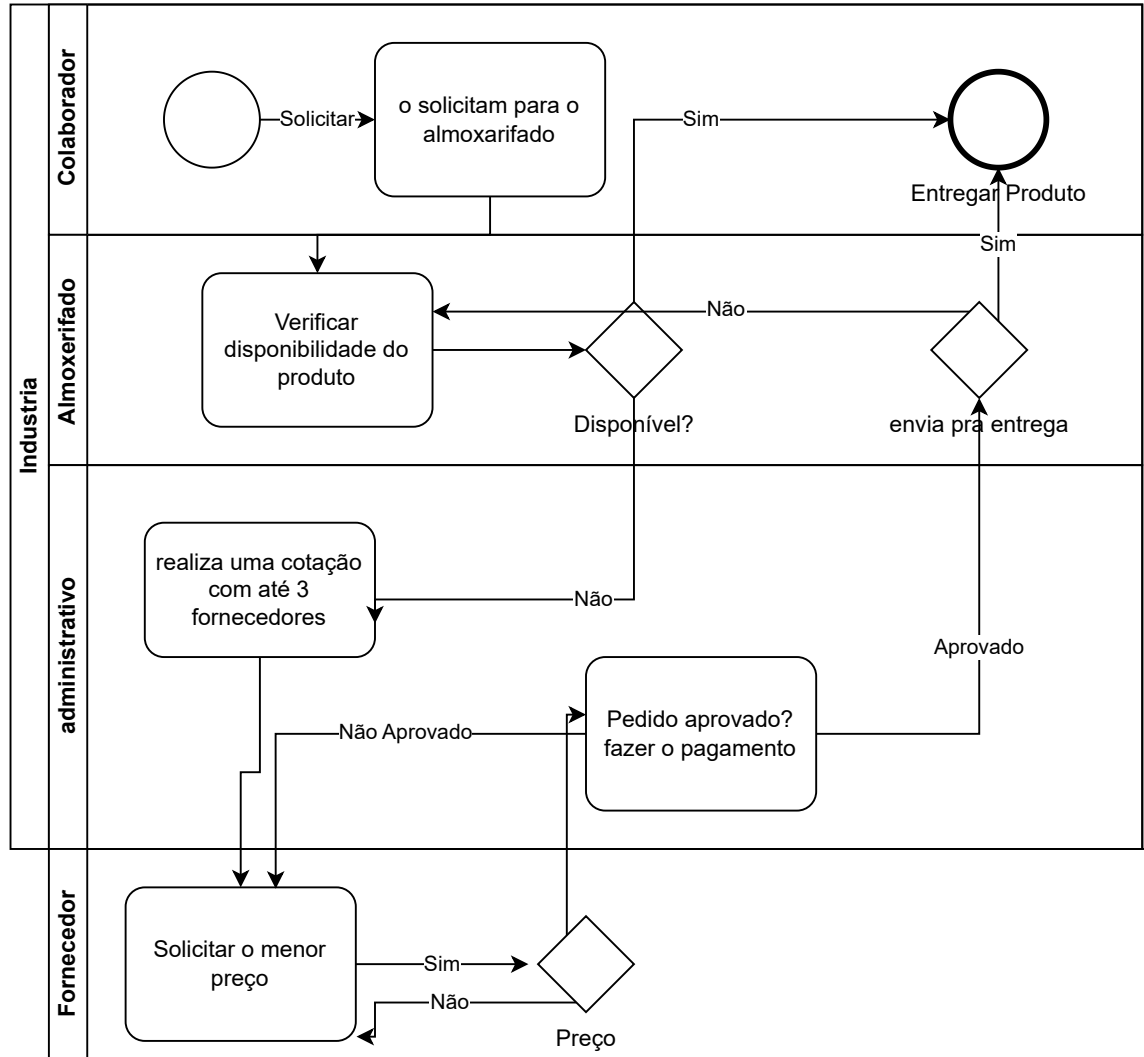 Industria
Colaborador
Solicitar
o solicitam para o
almoxarifado
Sim
Entregar Produto
Sim
Almoxerifado
Verificar
disponibilidade do
produto
Não
Disponível?
envia pra entrega
administrativo
realiza uma cotação
com até 3
fornecedores
Não
Aprovado
Não Aprovado
Pedido aprovado?
fazer o pagamento
Fornecedor
Solicitar o menor
preço
Sim
Não
Preço